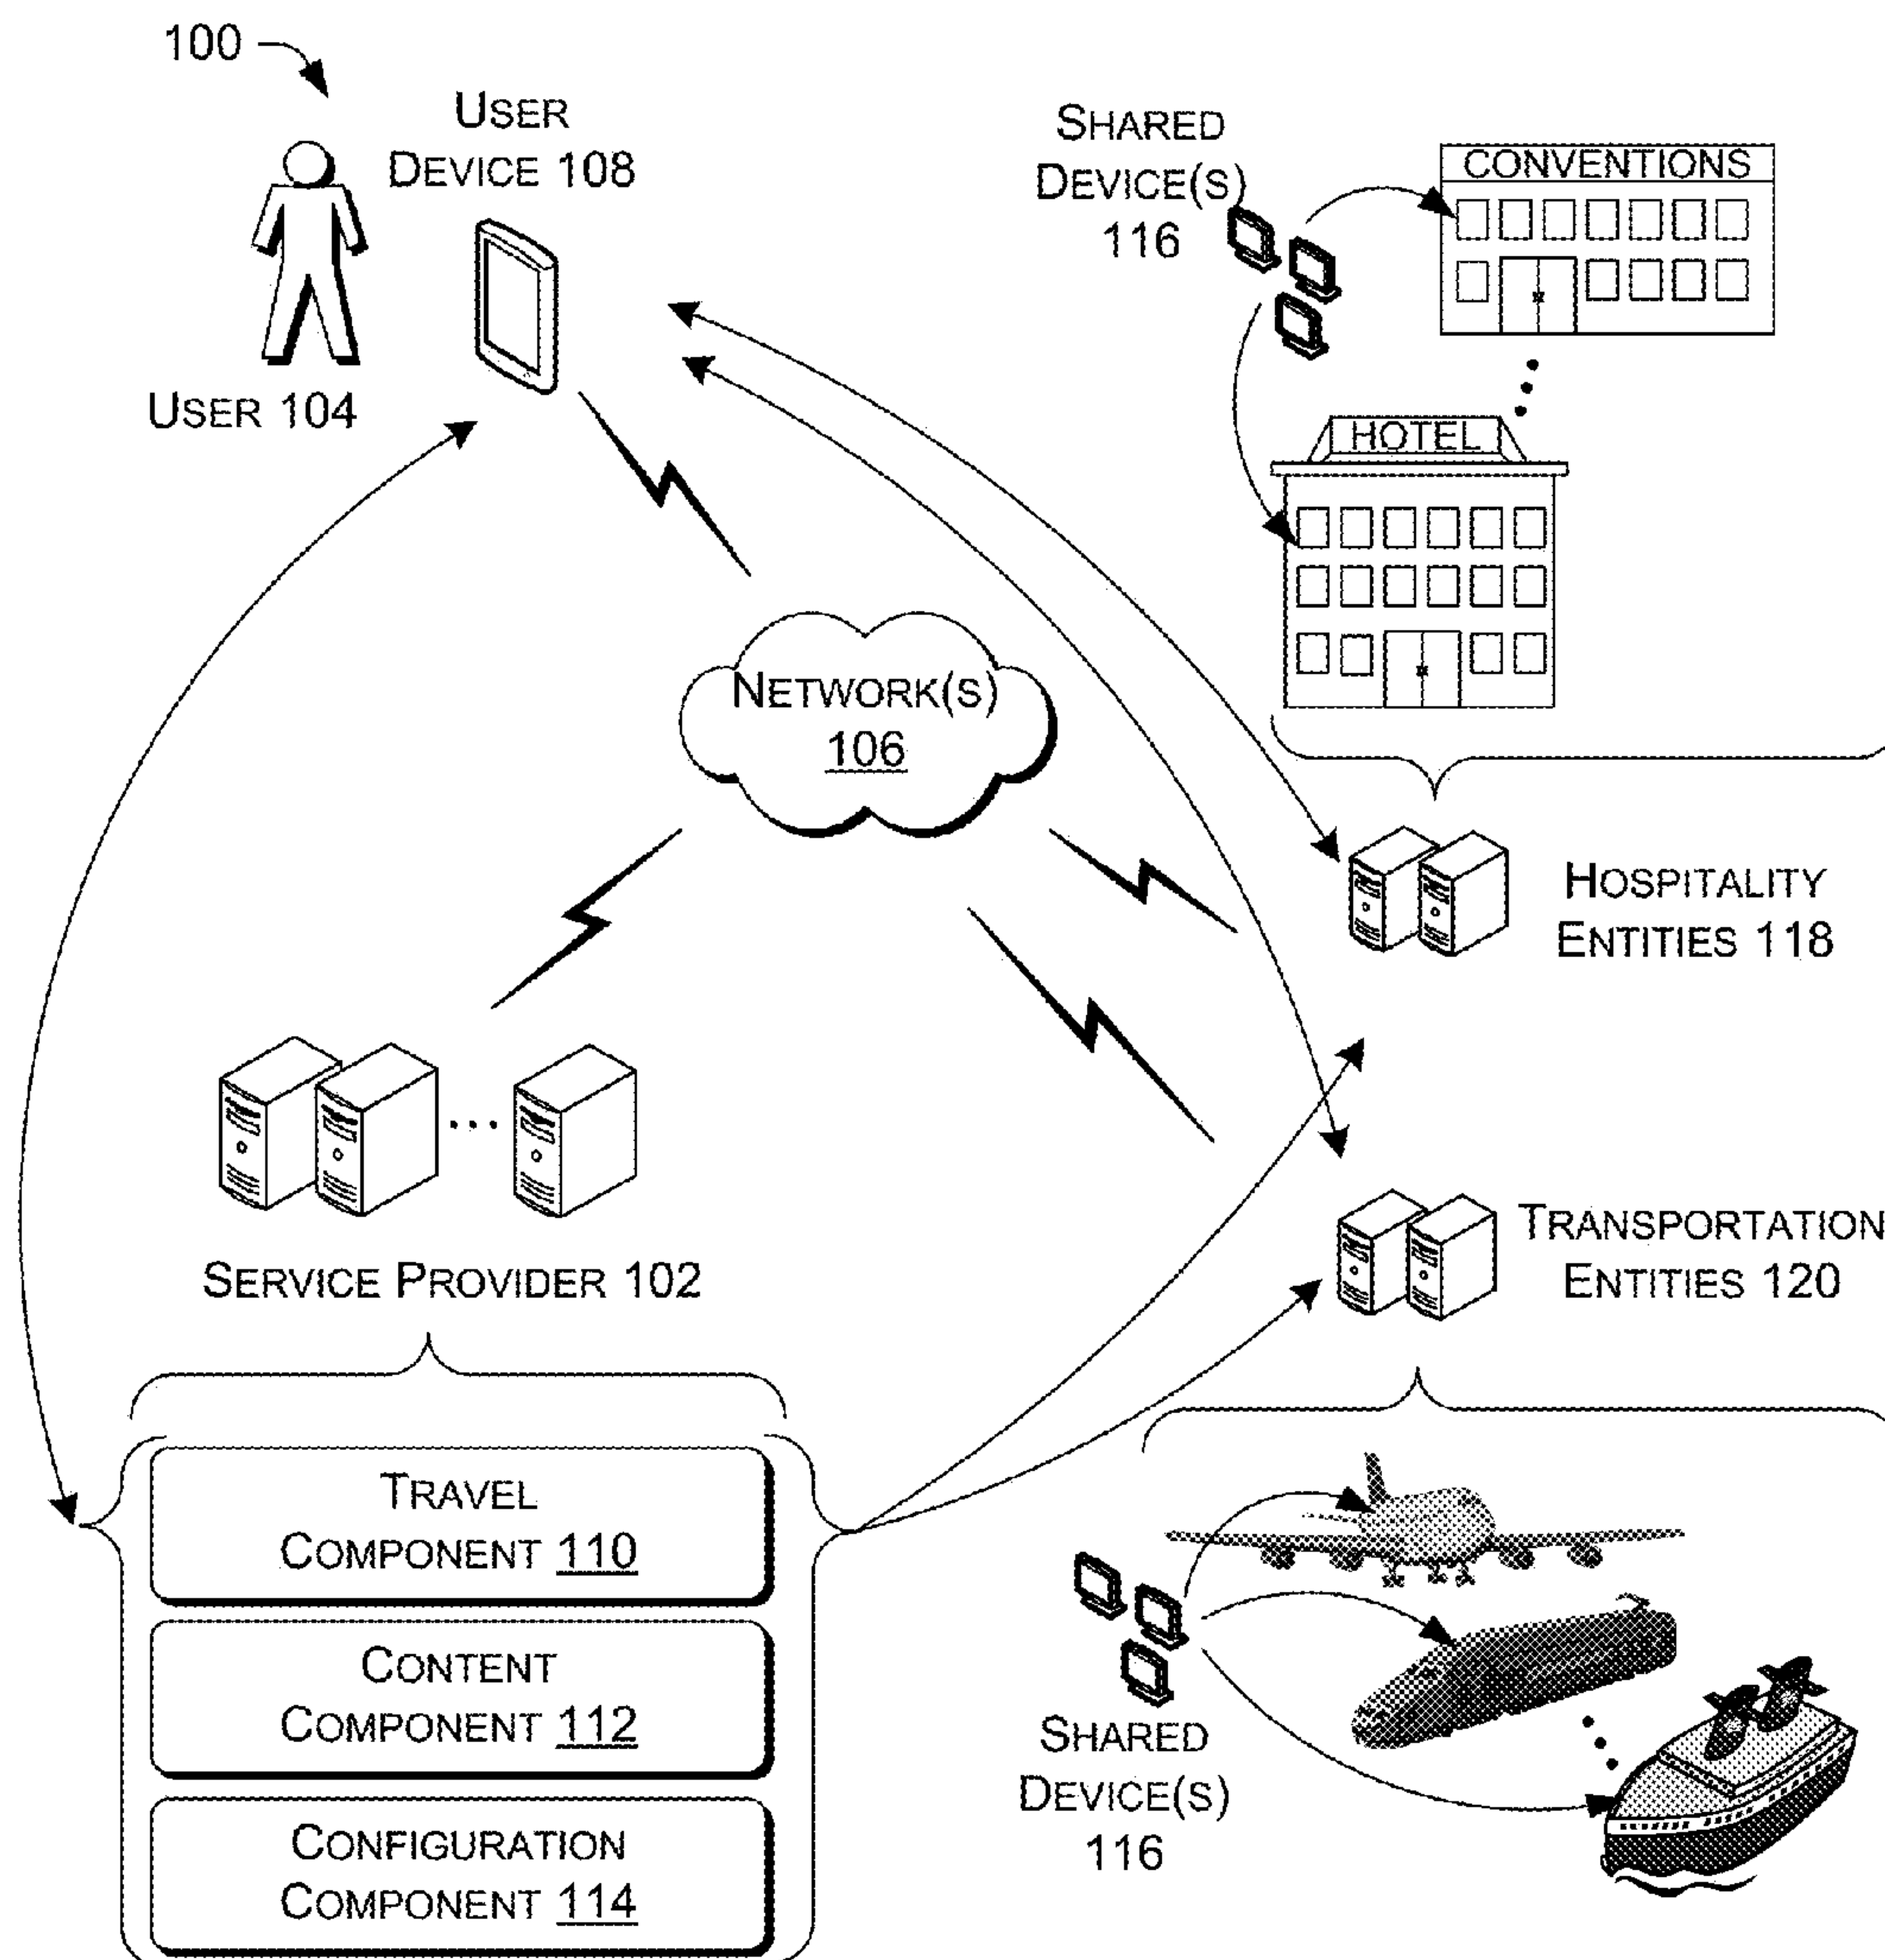 100
USER
DEVICE 108
USER 104
SHARED
DEVICE(S)
116
CONVENTIONS
HOTEL
NETWORK(S)
106
HOSPITALITY
ENTITIES 118
SERVICE PROVIDER 102
TRANSPORTATION
ENTITIES 120
TRAVEL
COMPONENT 110
CONTENT
COMPONENT 112
CONFIGURATION
COMPONENT 114
SHARED
DEVICE(S)
116